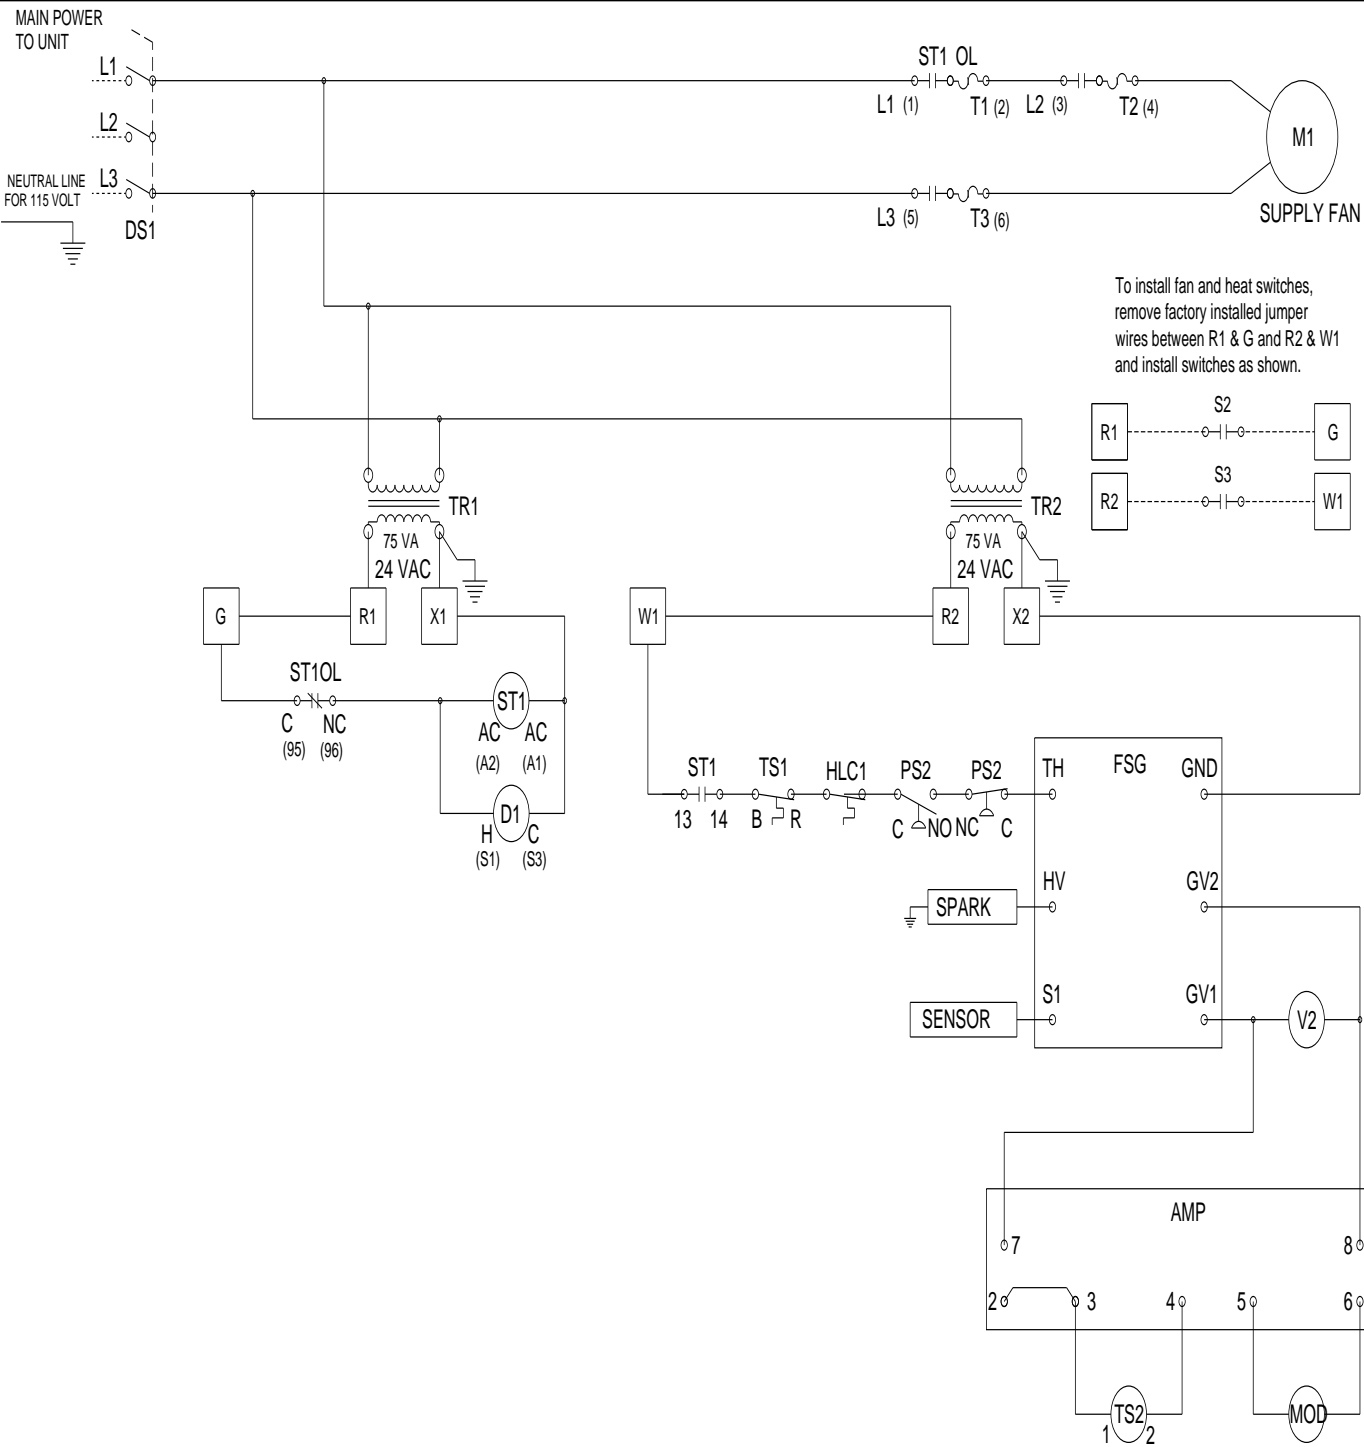 MAIN POWER
TO UNIT
L1
L2
NEUTRAL LINE
FOR 115 VOLT
L3
DS1
ST1 OL
L1 (1)
T1 (2)
L2 (3)
T2 (4)
M1
L3 (5)
T3 (6)
SUPPLY FAN
To install fan and heat switches,
remove factory installed jumper
wires between R1 & G and R2 & W1
and install switches as shown.
S2
R1
G
S3
R2
W1
TR1
75 VA
24 VAC
TR2
75 VA
24 VAC
G
R1
X1
W1
R2
X2
ST1OL
C
NC
(95)
(96)
ST1
AC
AC
(A2)
(A1)
D1
H
C
(S1)
(S3)
ST1
TS1
HLC1
PS2
PS2
13
14
B
R
C
NO
NC
C
TH
FSG
GND
HV
GV2
SPARK
S1
GV1
SENSOR
V2
AMP
7
8
2
3
4
5
6
TS2
1
2
MOD